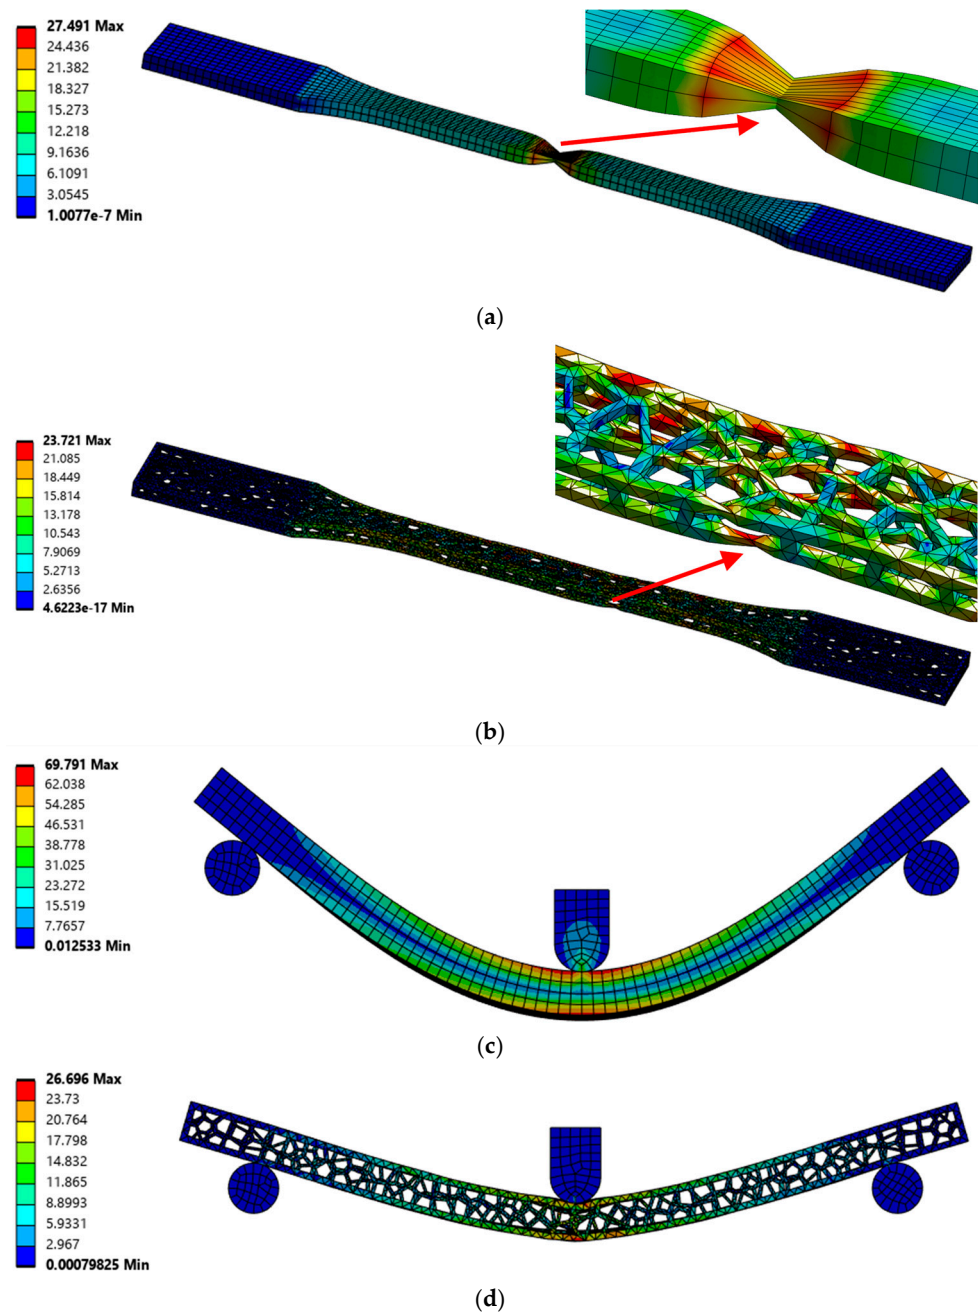 27.491 Max
24.436
21.382
18.327
15.273
12.218
9.1636
6.1091
3.0545
1.0077e-7 Min
(a)
23.721 Max
21.085
18.449
15.814
13.178
10.543
7.9069
5.2713
2.6356
4.6223e-17 Min
(b)
69.791 Max
62.038
54.285
46.531
38.778
31.025
23.272
15.519
7.7657
0.012533 Min
(c)
26.696 Max
23.73
20.764
17.798
14.832
11.865
8.8993
5.9331
2.967
0.00079825 Min
(d)